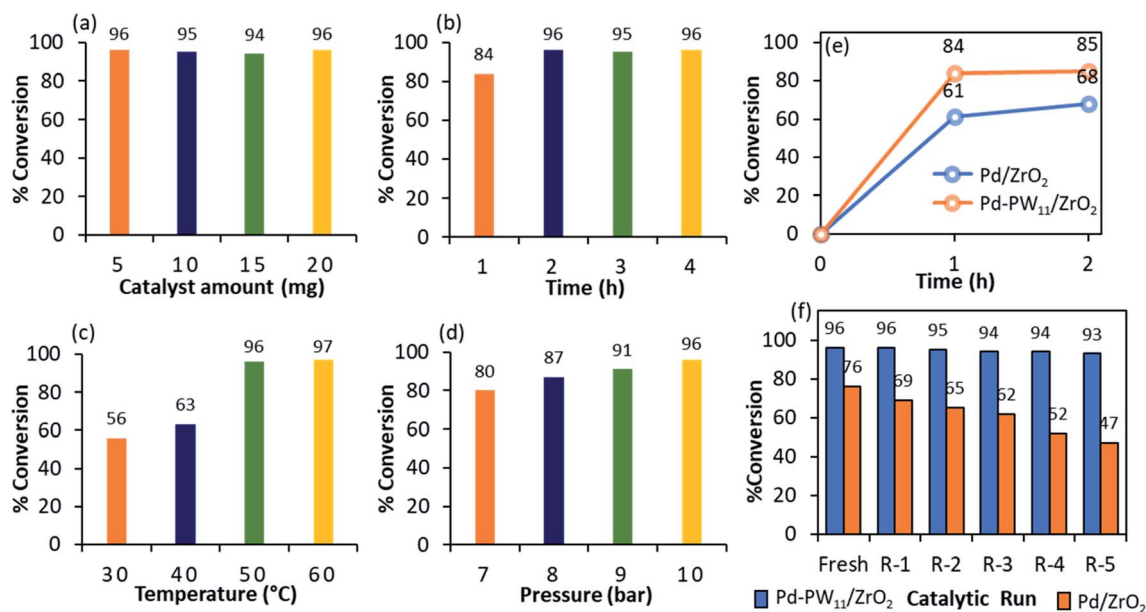 (a)
96 95 94 96
100
80
60
40
20
0
% Conversion
5 10 15 20
Catalyst amount (mg)
(b)
84 96 95 96
100
80
60
40
20
0
% Conversion
1 2 3 4
Time (h)
(e)
84 85
61 68
100
80
60
40
20
0
% Conversion
Pd/ZrO₂
Pd-PW₁₁/ZrO₂
0 1 2
Time (h)
(c)
56 63 96 97
100
80
60
40
20
0
% Conversion
30 40 50 60
Temperature (°C)
(d)
80 87 91 96
100
80
60
40
20
0
% Conversion
7 8 9 10
Pressure (bar)
(f)
96 96 95 94 94 93
76 69 65 62 52 47
100
80
60
40
20
0
%Conversion
Fresh R-1 R-2 R-3 R-4 R-5
Pd-PW₁₁/ZrO₂ Catalytic Run Pd/ZrO₂